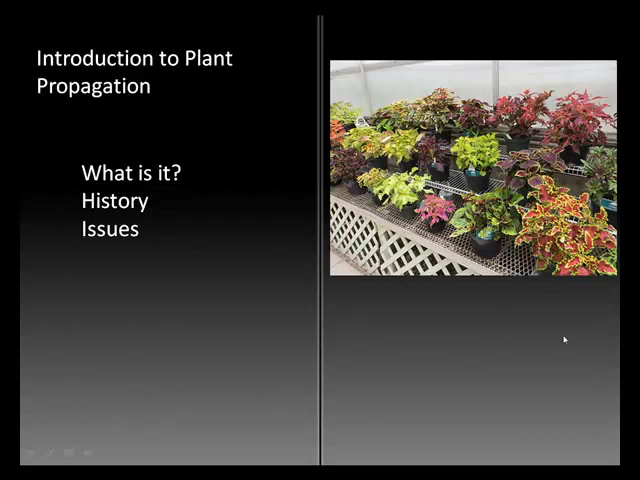 Introduction to Plant
Propagation
What is it?
History
Issues